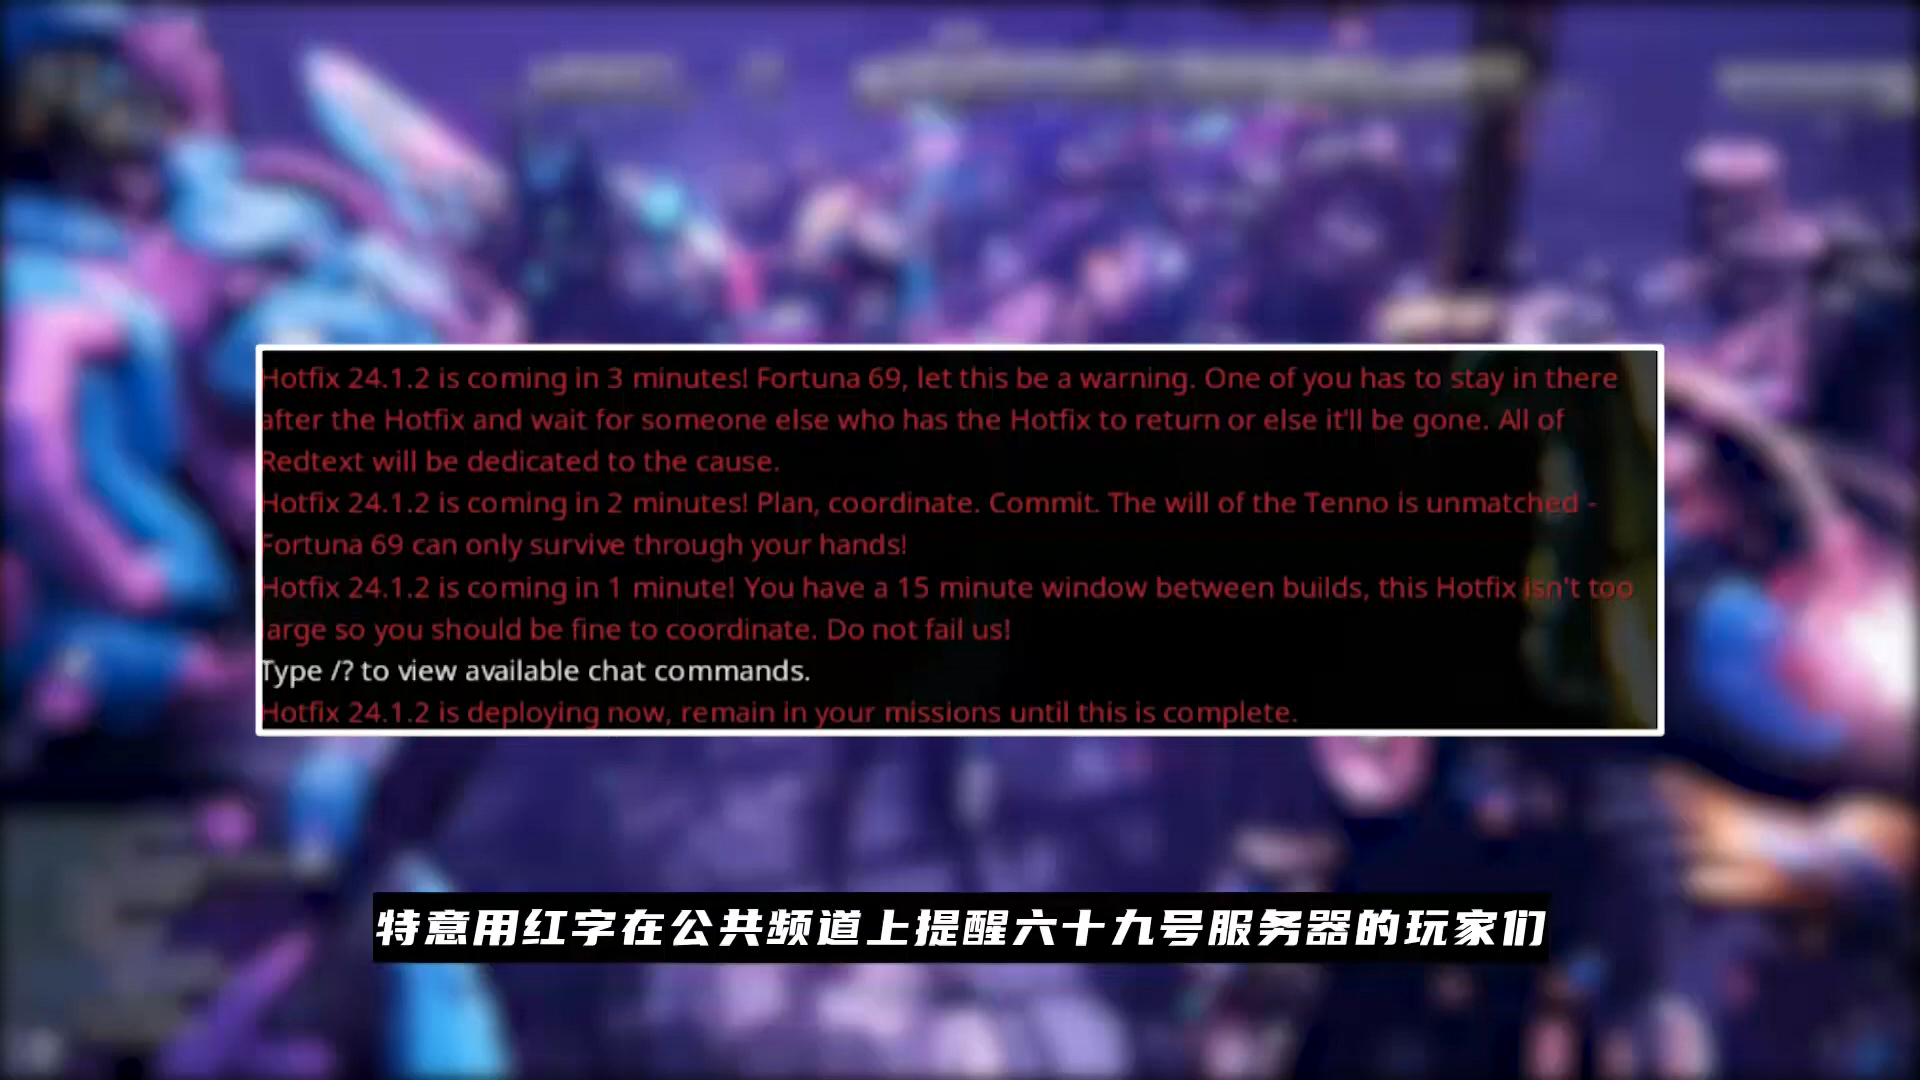 Hotfix 24.1.2 is coming in 3 minutes! Fortuna 69, let this be a warning. One of you has to stay in there
after the Hotfix and wait for someone else who has the Hotfix to return or else it'll be gone. All of
Redtext will be dedicated to the cause.
Hotfix 24.1.2 is coming in 2 minutes! Plan, coordinate. Commit. The will of the Tenno is unmatched -
Fortuna 69 can only survive through your hands!
Hotfix 24.1.2 is coming in 1 minute! You have a 15 minute window between builds, this Hotfix isn't too
large so you should be fine to coordinate. Do not fail us!
Type /? to view available chat commands.
Hotfix 24.1.2 is deploying now, remain in your missions until this is complete.
特意用红字在公共频道上提醒六十九号服务器的玩家们